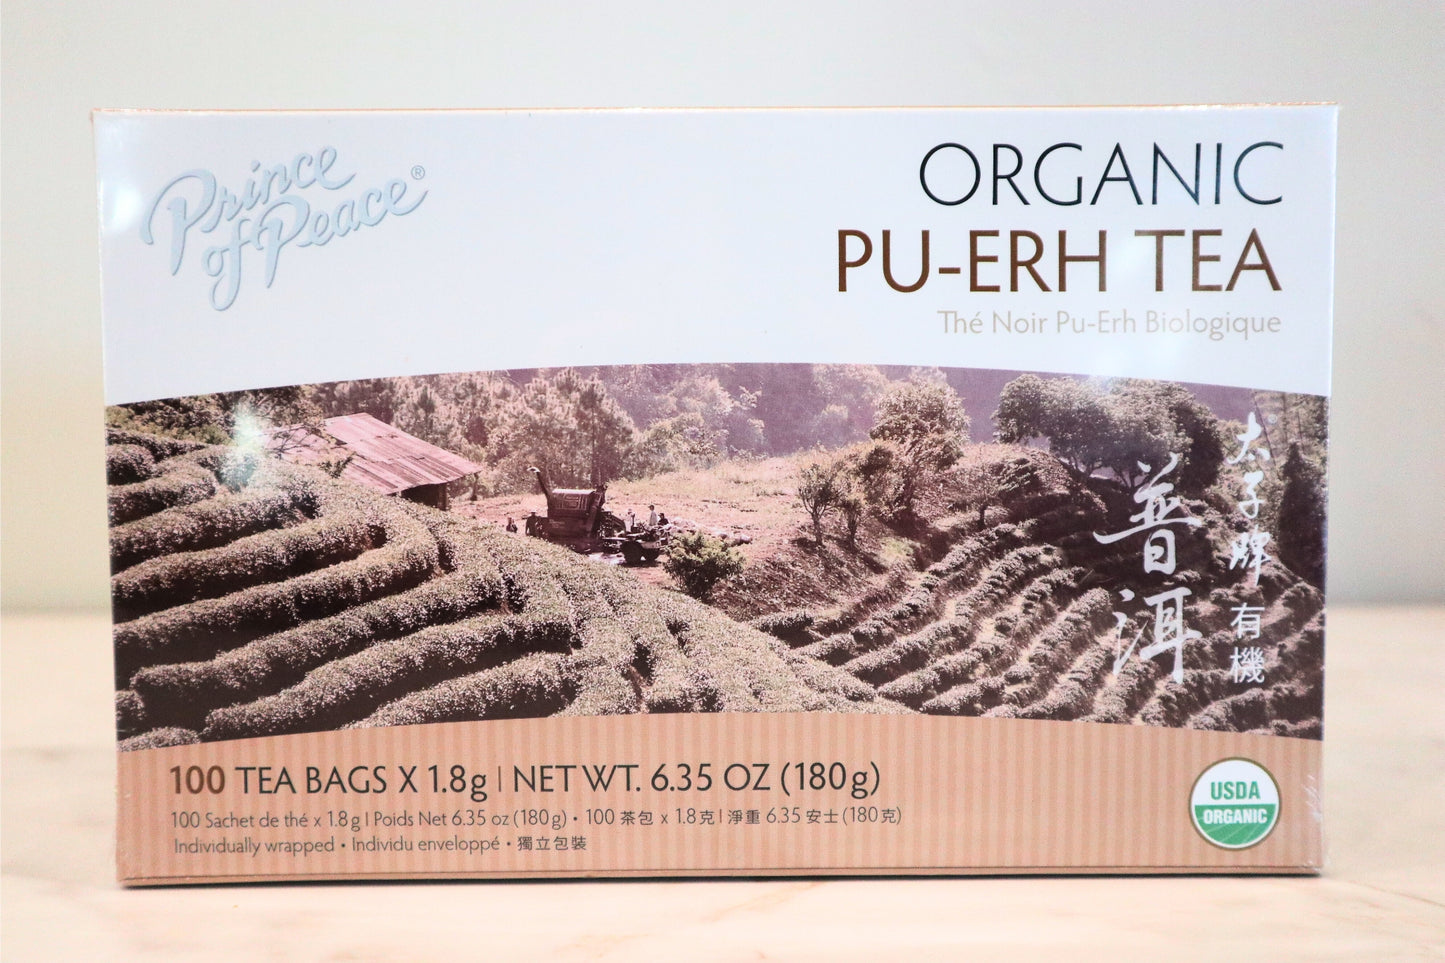 Prince
of Peace®
ORGANIC
PU-ERH TEA
Thé Noir Pu-Erh Biologique
太子牌 有機
普洱
100 TEA BAGS X 1.8g | NET WT. 6.35 OZ (180g)
100 Sachet de thé x 1.8g | Poids Net 6.35 oz (180g) • 100 茶包 x 1.8克 | 淨重 6.35 安士 (180克)
Individually wrapped • Individu enveloppé • 獨立包裝
USDA
ORGANIC